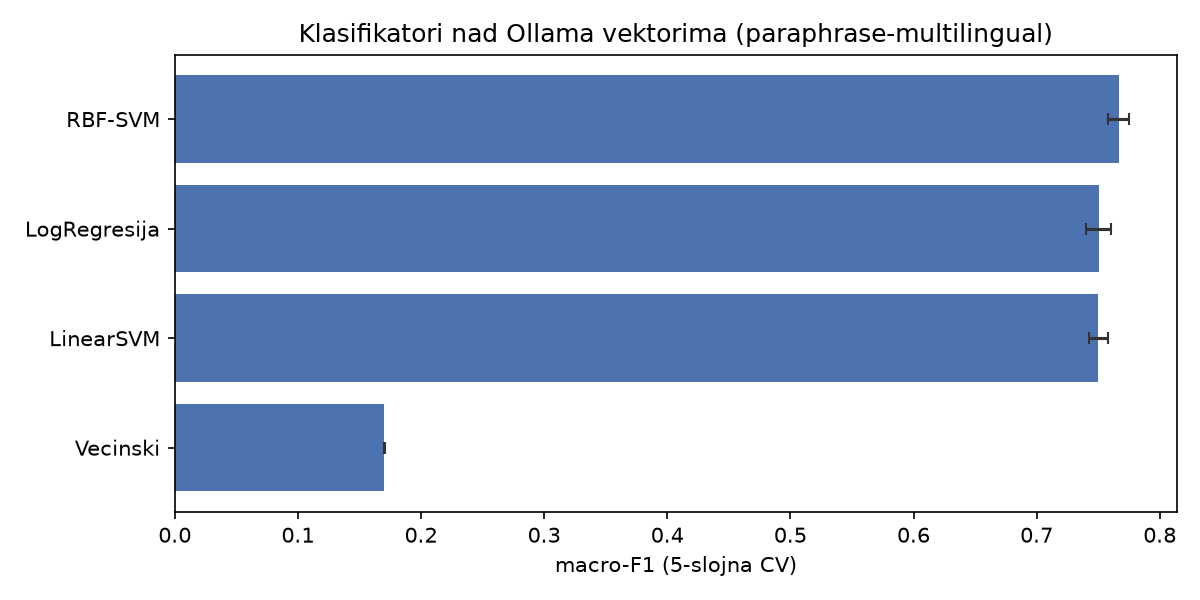 Klasifikatori nad Ollama vektorima (paraphrase-multilingual)
RBF-SVM
LogRegresija
LinearSVM
Vecinski
0.0 0.1 0.2 0.3 0.4 0.5 0.6 0.7 0.8
macro-F1 (5-slojna CV)